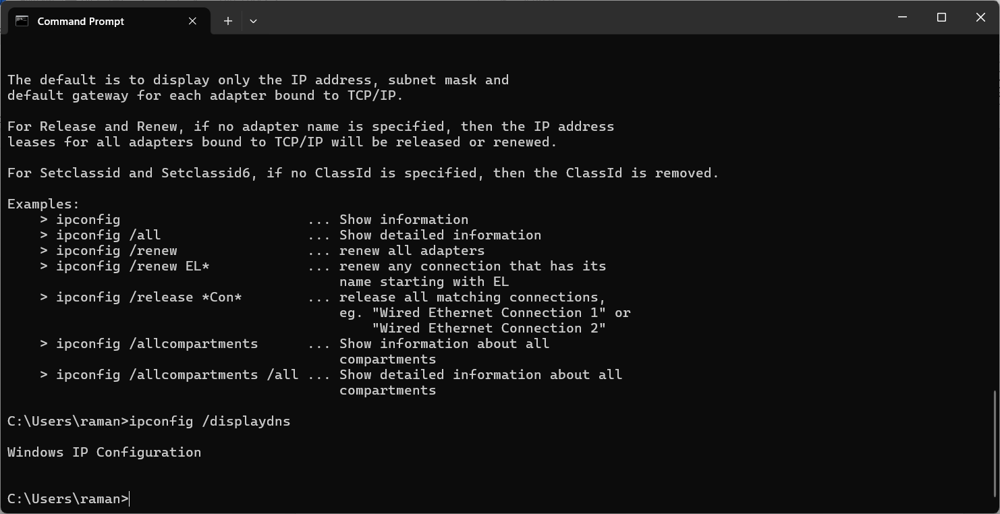 Command Prompt
The default is to display only the IP address, subnet mask and
default gateway for each adapter bound to TCP/IP.
For Release and Renew, if no adapter name is specified, then the IP address
leases for all adapters bound to TCP/IP will be released or renewed.
For Setclassid and Setclassid6, if no ClassId is specified, then the ClassId is removed.
Examples:
    > ipconfig                       ... Show information
    > ipconfig /all                  ... Show detailed information
    > ipconfig /renew                ... renew all adapters
    > ipconfig /renew EL*            ... renew any connection that has its
                                         name starting with EL
    > ipconfig /release *Con*        ... release all matching connections,
                                         eg. "Wired Ethernet Connection 1" or
                                             "Wired Ethernet Connection 2"
    > ipconfig /allcompartments      ... Show information about all
                                         compartments
    > ipconfig /allcompartments /all ... Show detailed information about all
                                         compartments
C:\Users\raman>ipconfig /displaydns
Windows IP Configuration
C:\Users\raman>